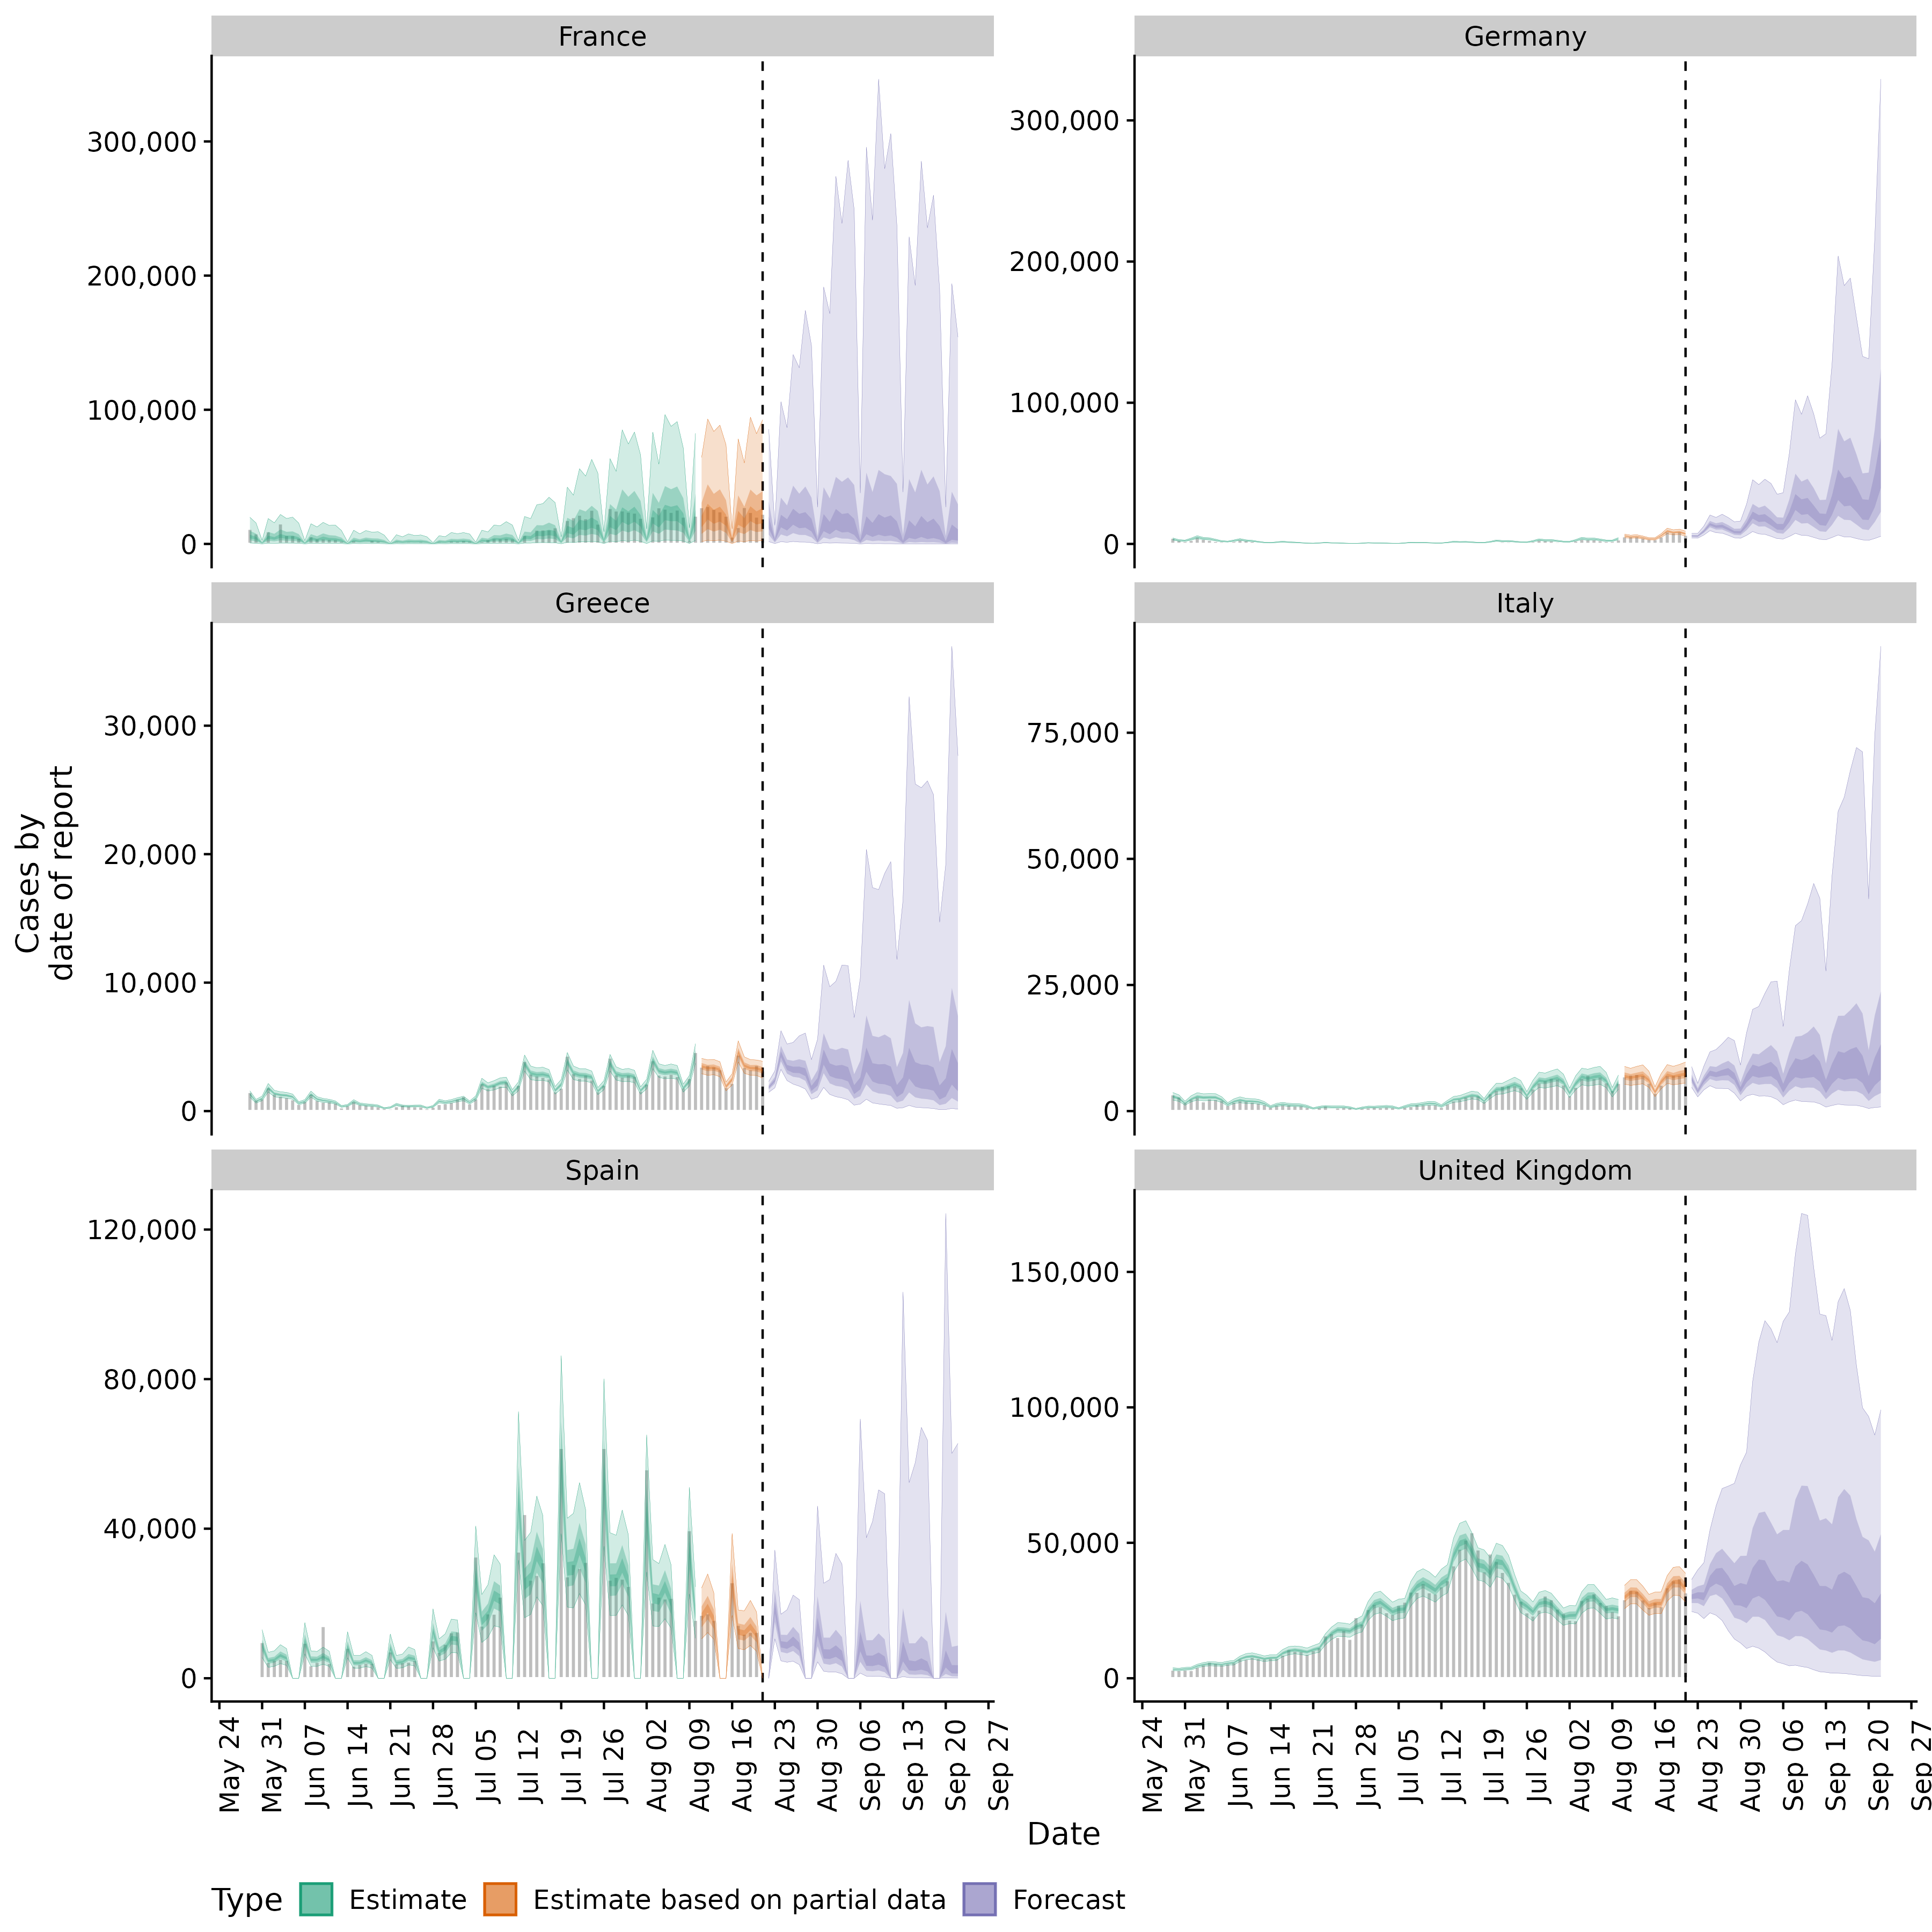 France
Germany
300,000
200,000
100,000
0
300,000
200,000
100,000
0
Greece
Italy
30,000
20,000
10,000
0
75,000
50,000
25,000
0
Spain
United Kingdom
120,000
80,000
40,000
0
150,000
100,000
50,000
0
Cases by
date of report
May 24
May 31
Jun 07
Jun 14
Jun 21
Jun 28
Jul 05
Jul 12
Jul 19
Jul 26
Aug 02
Aug 09
Aug 16
Aug 23
Aug 30
Sep 06
Sep 13
Sep 20
Sep 27
May 24
May 31
Jun 07
Jun 14
Jun 21
Jun 28
Jul 05
Jul 12
Jul 19
Jul 26
Aug 02
Aug 09
Aug 16
Aug 23
Aug 30
Sep 06
Sep 13
Sep 20
Sep 27
Date
Type Estimate Estimate based on partial data Forecast